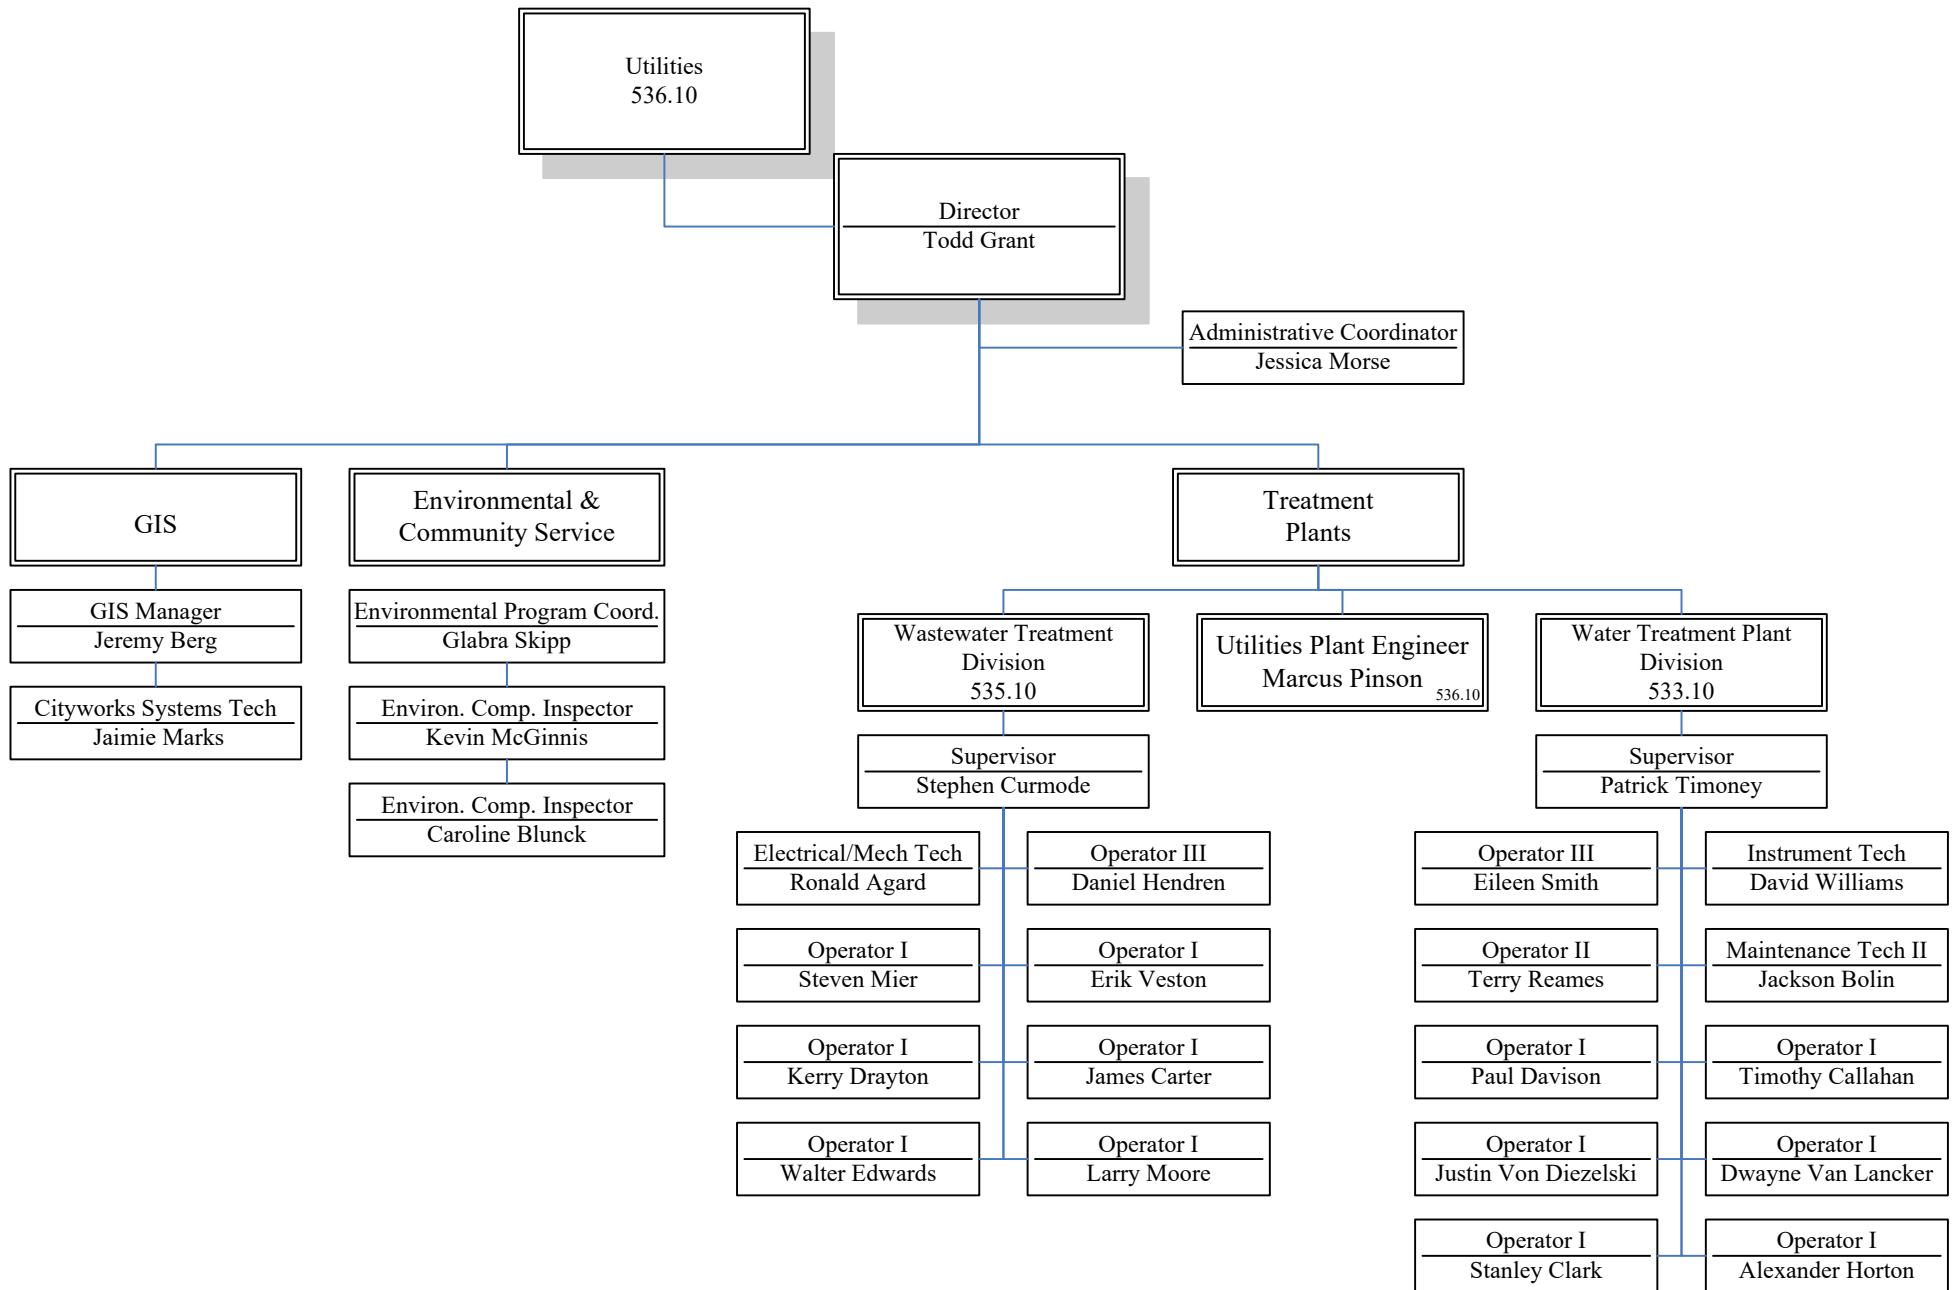 Utilities
536.10
Director
Todd Grant
Administrative Coordinator
Jessica Morse
GIS
GIS Manager
Jeremy Berg
Cityworks Systems Tech
Jaimie Marks
Environmental &
Community Service
Environmental Program Coord.
Glabra Skipp
Environ. Comp. Inspector
Kevin McGinnis
Environ. Comp. Inspector
Caroline Blunck
Treatment
Plants
Wastewater Treatment
Division
535.10
Supervisor
Stephen Curmode
Electrical/Mech Tech
Ronald Agard
Operator III
Daniel Hendren
Operator I
Steven Mier
Operator I
Erik Veston
Operator I
Kerry Drayton
Operator I
James Carter
Operator I
Walter Edwards
Operator I
Larry Moore
Utilities Plant Engineer
Marcus Pinson
536.10
Water Treatment Plant
Division
533.10
Supervisor
Patrick Timoney
Operator III
Eileen Smith
Instrument Tech
David Williams
Operator II
Terry Reames
Maintenance Tech II
Jackson Bolin
Operator I
Paul Davison
Operator I
Timothy Callahan
Operator I
Justin Von Diezelski
Operator I
Dwayne Van Lancker
Operator I
Stanley Clark
Operator I
Alexander Horton